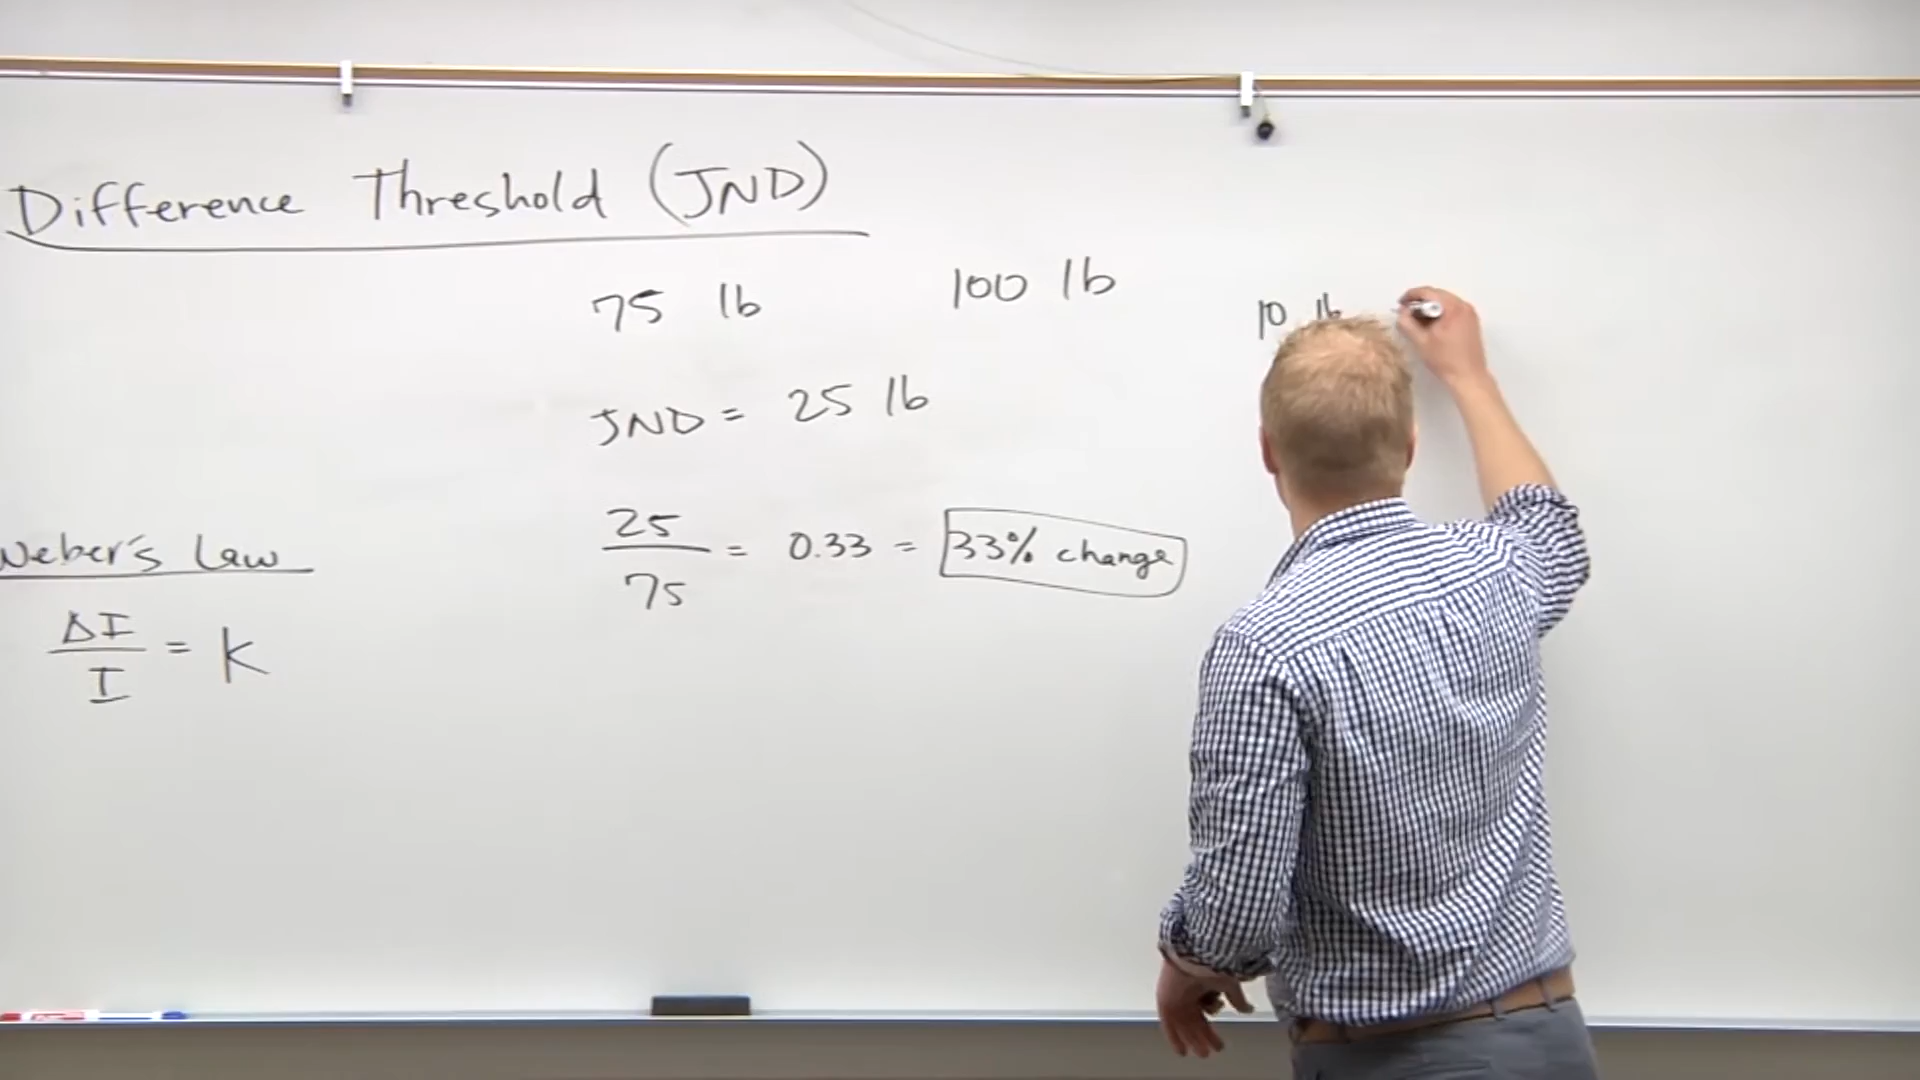 Difference Threshold (JND)
75 lb 100 lb
10 lb
JND = 25 lb
25
75
= 0.33 = 33% change
Weber's Law
ΔI
I
= K